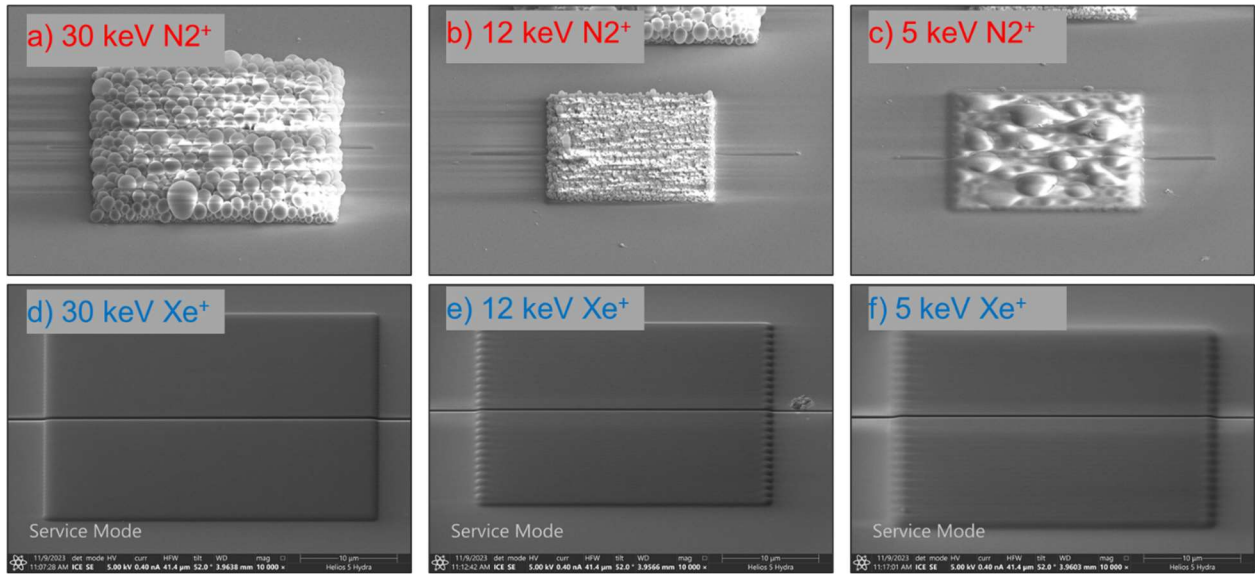 a) 30 keV N2⁺
b) 12 keV N2⁺
c) 5 keV N2⁺
d) 30 keV Xe⁺
e) 12 keV Xe⁺
f) 5 keV Xe⁺
Service Mode
11/9/2023 det mode HV curr HFW tilt WD mag □ 10 µm
11:07:28 AM ICE SE 5.00 kV 0.40 nA 41.4 µm 52.0 ° 3.9638 mm 10 000 × Helios 5 Hydra
Service Mode
11/9/2023 det mode HV curr HFW tilt WD mag □ 10 µm
11:12:42 AM ICE SE 5.00 kV 0.40 nA 41.4 µm 52.0 ° 3.9566 mm 10 000 × Helios 5 Hydra
Service Mode
11/9/2023 det mode HV curr HFW tilt WD mag □ 10 µm
11:17:01 AM ICE SE 5.00 kV 0.40 nA 41.4 µm 52.0 ° 3.9603 mm 10 000 × Helios 5 Hydra